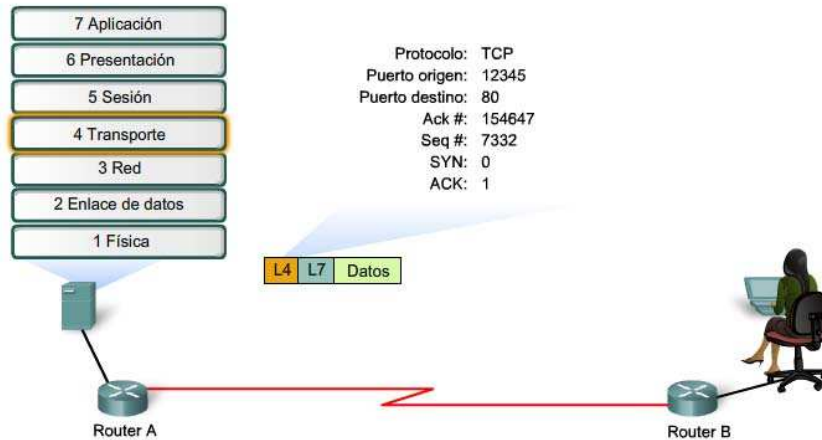 7 Aplicación
6 Presentación
5 Sesión
4 Transporte
3 Red
2 Enlace de datos
1 Física
Protocolo: TCP
Puerto origen: 12345
Puerto destino: 80
Ack #: 154647
Seq #: 7332
SYN: 0
ACK: 1
L4 L7 Datos
Router A
Router B